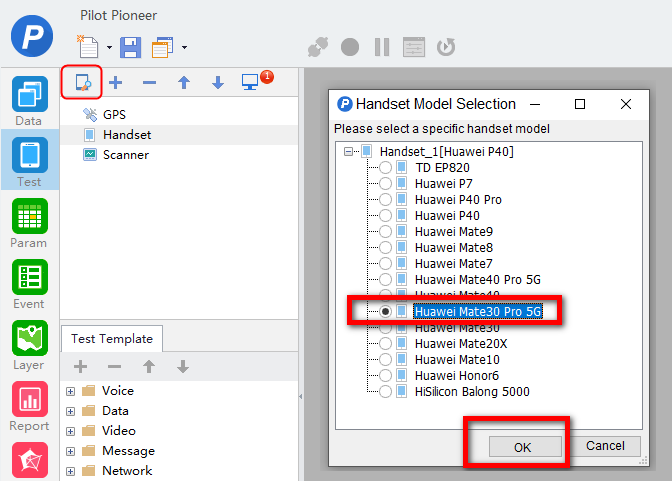 Pilot Pioneer
Data
Test
Param
Event
Layer
Report
1
GPS
Handset
Scanner
Test Template
Voice
Data
Video
Message
Network
Handset Model Selection
Please select a specific handset model
Handset_1[Huawei P40]
TD EP820
Huawei P7
Huawei P40 Pro
Huawei P40
Huawei Mate9
Huawei Mate8
Huawei Mate7
Huawei Mate40 Pro 5G
Huawei Mate40
Huawei Mate30 Pro 5G
Huawei Mate30
Huawei Mate20X
Huawei Mate10
Huawei Honor6
HiSilicon Balong 5000
OK
Cancel